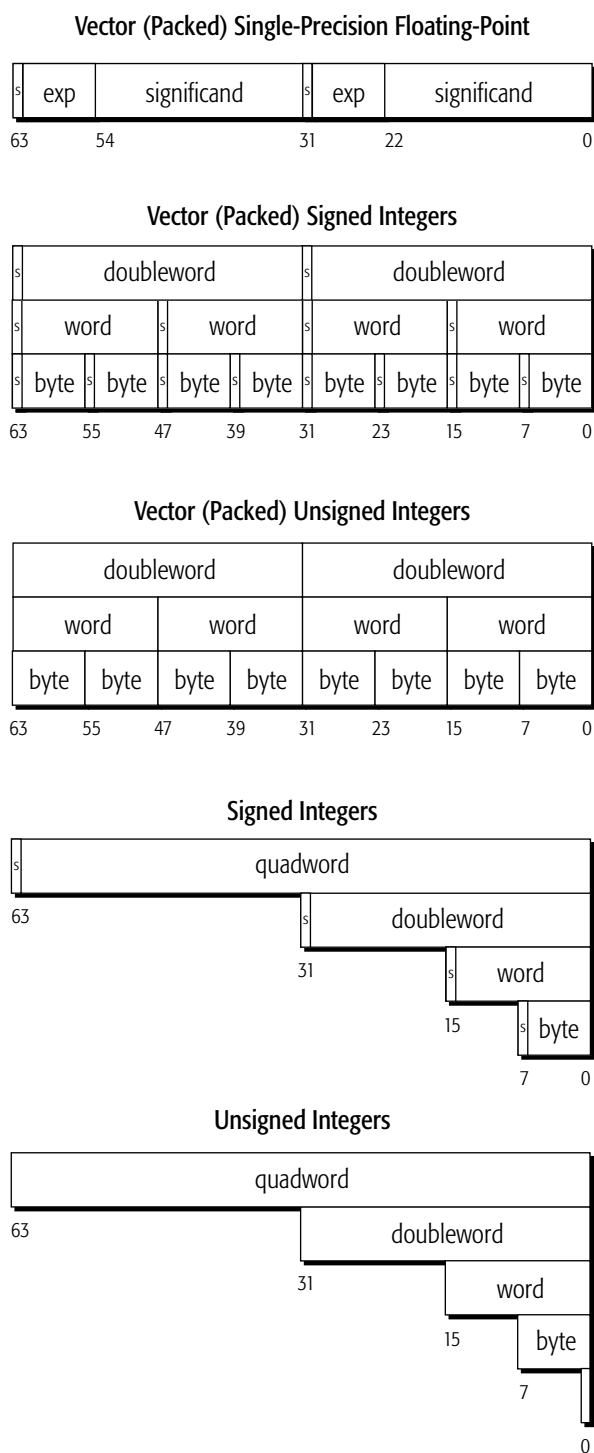 Vector (Packed) Single-Precision Floating-Point
s exp significand s exp significand
63 54 31 22 0
Vector (Packed) Signed Integers
s doubleword s doubleword
s word s word s word s word
s byte s byte s byte s byte s byte s byte s byte s byte
63 55 47 39 31 23 15 7 0
Vector (Packed) Unsigned Integers
doubleword doubleword
word word word word
byte byte byte byte byte byte byte byte
63 55 47 39 31 23 15 7 0
Signed Integers
s quadword
63
s doubleword
31
s word
15
s byte
7 0
Unsigned Integers
quadword
63
doubleword
31
word
15
byte
7
0